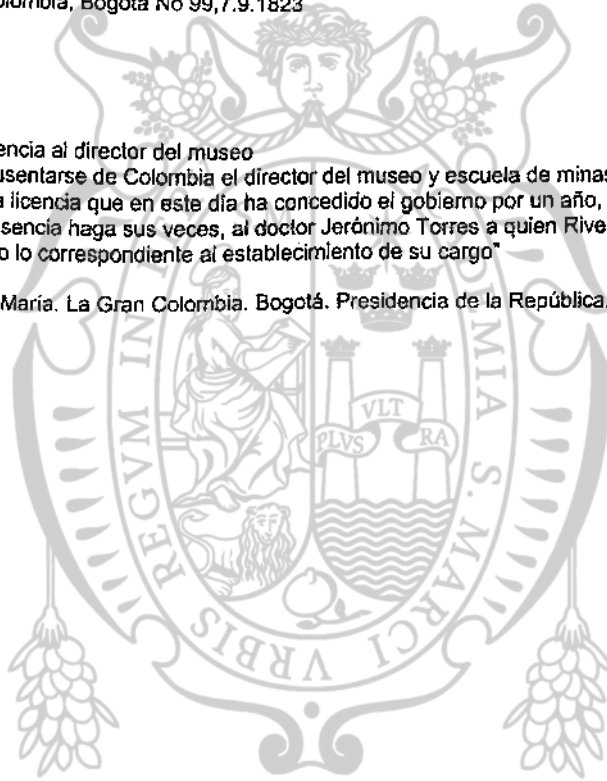 olombia, Bogotá No 99,7.9.1823
encia al director del museo
usentarse de Colombia el director del museo y escuela de minas
a licencia que en este día ha concedido el gobierno por un año,
sencia haga sus veces, al doctor Jerónimo Torres a quien Rive
o lo correspondiente al establecimiento de su cargo"
María. La Gran Colombia. Bogotá. Presidencia de la República.
PLVS VLT RA
REGVM IN
VRBIS
S. MARCI